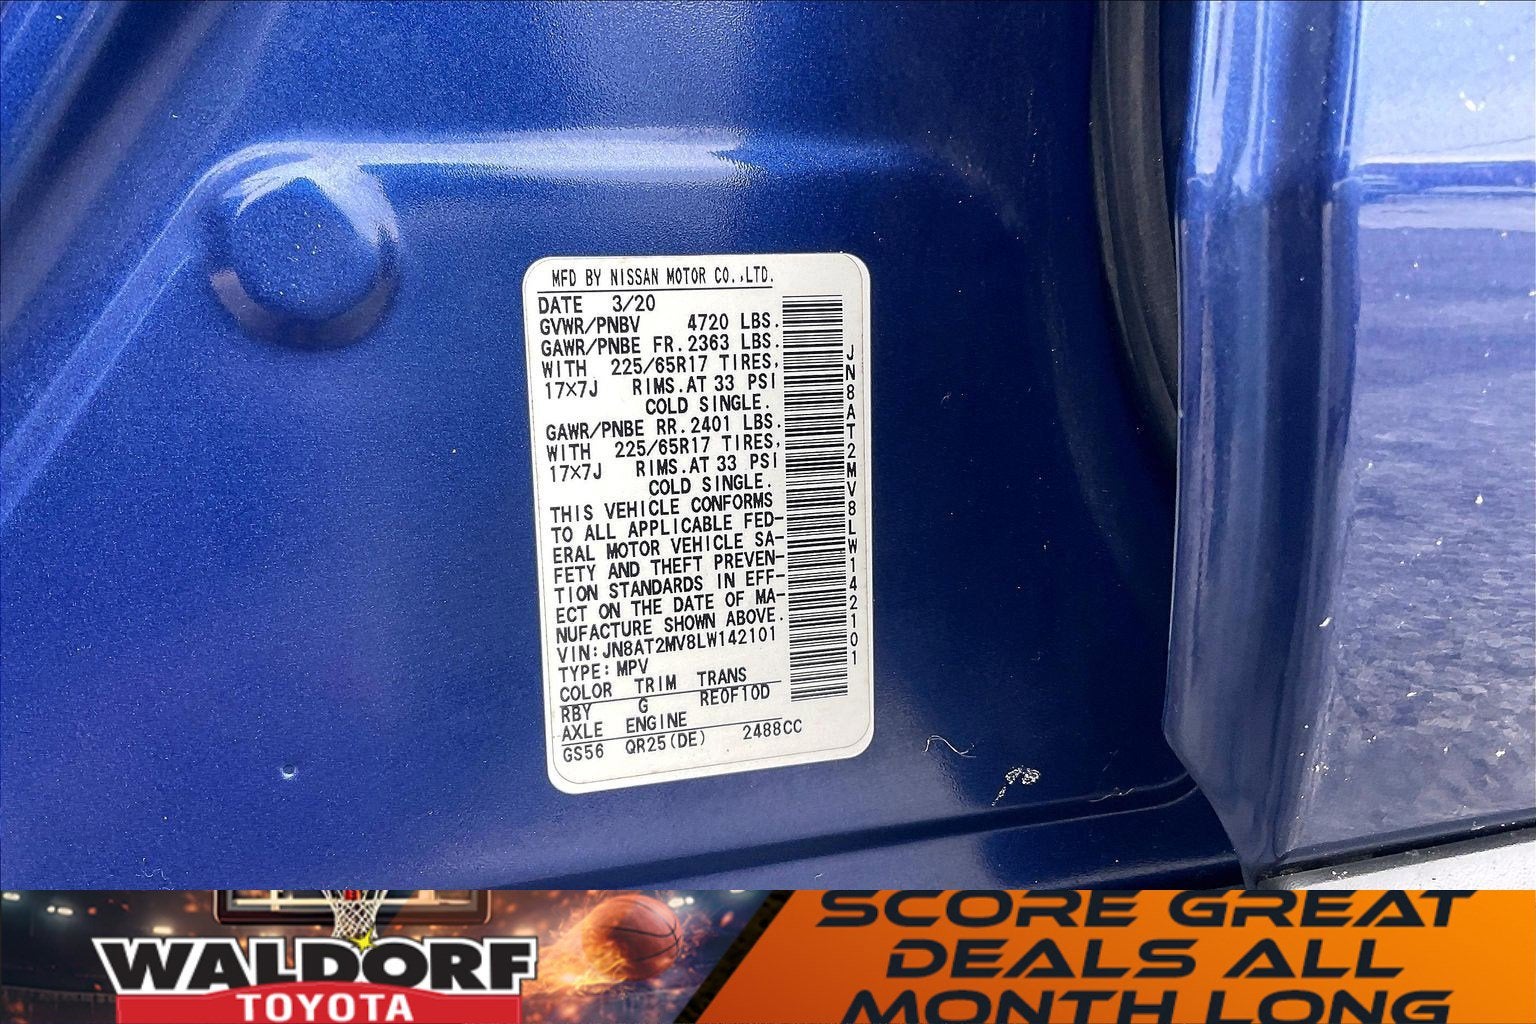 MFD BY NISSAN MOTOR CO.,LTD.
DATE 3/20
GVWR/PNBV 4720 LBS.
GAWR/PNBE FR.2363 LBS.
WITH 225/65R17 TIRES,
17X7J RIMS.AT 33 PSI
COLD SINGLE.
GAWR/PNBE RR.2401 LBS.
WITH 225/65R17 TIRES,
17X7J RIMS.AT 33 PSI
COLD SINGLE.
THIS VEHICLE CONFORMS
TO ALL APPLICABLE FED-
ERAL MOTOR VEHICLE SA-
FETY AND THEFT PREVEN-
TION STANDARDS IN EFF-
ECT ON THE DATE OF MA-
NUFACTURE SHOWN ABOVE.
VIN:JN8AT2MV8LW142101
TYPE:MPV
COLOR TRIM TRANS
RBY G RE0F10D
AXLE ENGINE
GS56 QR25(DE) 2488CC
JN8AT2MV8LW142101
WALDORF
TOYOTA
SCORE GREAT
DEALS ALL
MONTH LONG